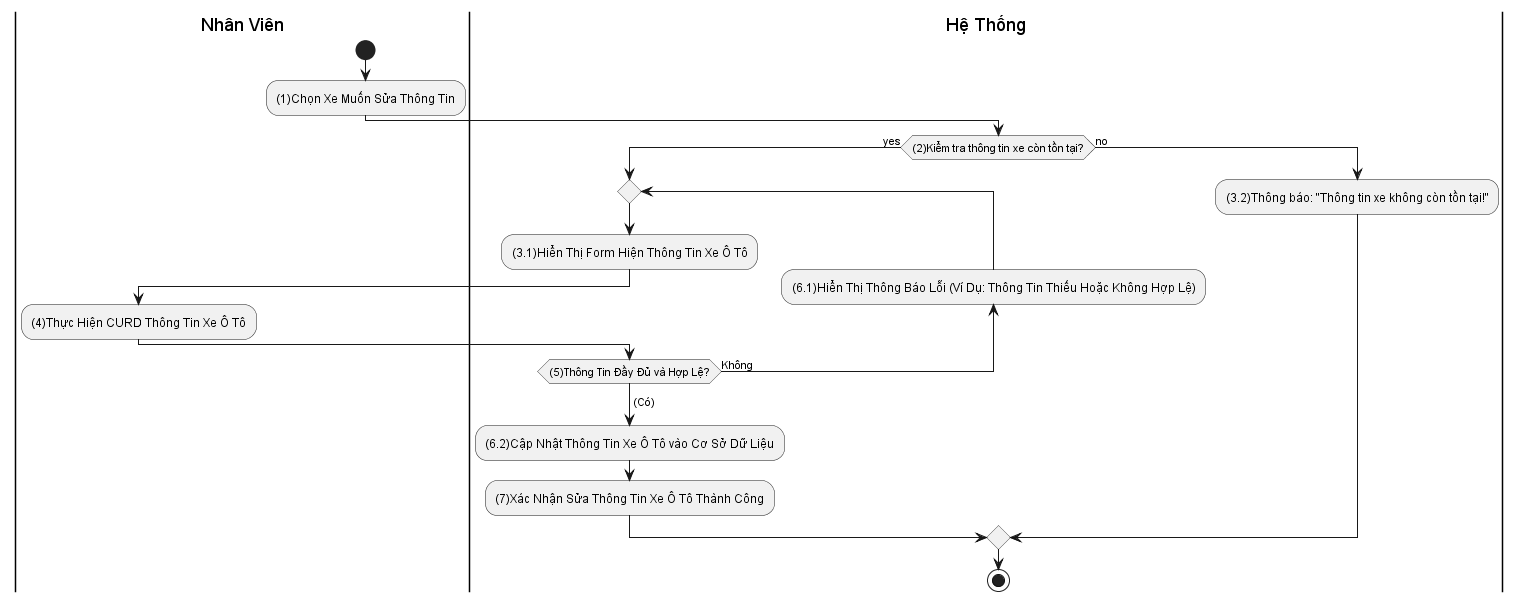 Nhân Viên
Hệ Thống
(1)Chọn Xe Muốn Sửa Thông Tin
yes
(2)Kiểm tra thông tin xe còn tồn tại?
no
(3.2)Thông báo: "Thông tin xe không còn tồn tại!"
(3.1)Hiển Thị Form Hiện Thông Tin Xe Ô Tô
(6.1)Hiển Thị Thông Báo Lỗi (Ví Dụ: Thông Tin Thiếu Hoặc Không Hợp Lệ)
(4)Thực Hiện CURD Thông Tin Xe Ô Tô
(5)Thông Tin Đầy Đủ và Hợp Lệ?
Không
(Có)
(6.2)Cập Nhật Thông Tin Xe Ô Tô vào Cơ Sở Dữ Liệu
(7)Xác Nhận Sửa Thông Tin Xe Ô Tô Thành Công